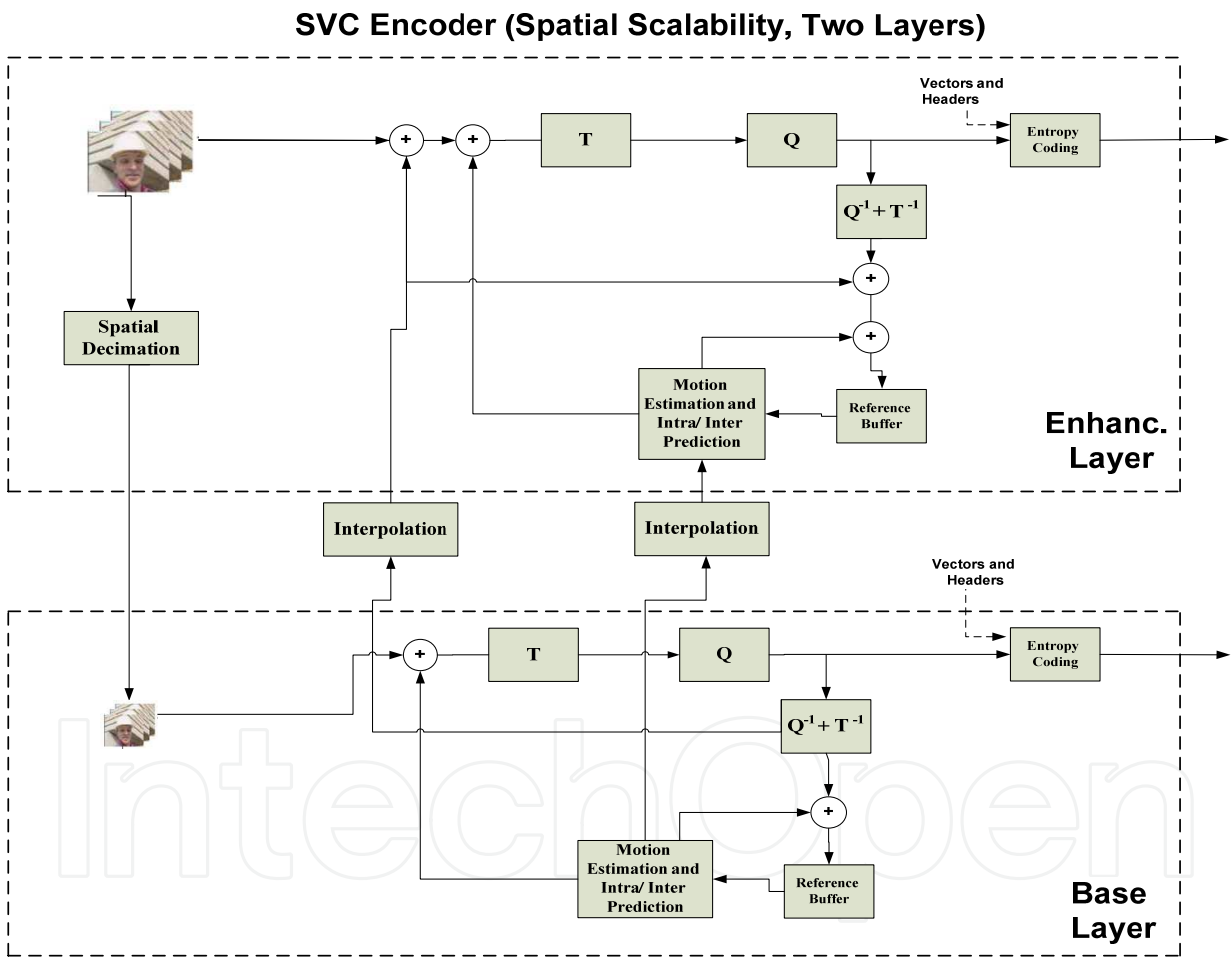 SVC Encoder (Spatial Scalability, Two Layers)
Vectors and
Headers
+
+
T
Q
Entropy
Coding
Q-1 + T -1
+
Spatial
Decimation
+
Motion
Estimation and
Intra/ Inter
Prediction
Reference
Buffer
Enhanc.
Layer
Interpolation
Interpolation
Vectors and
Headers
+
T
Q
Entropy
Coding
Q-1 + T -1
+
Motion
Estimation and
Intra/ Inter
Prediction
Reference
Buffer
Base
Layer
IntechOpen